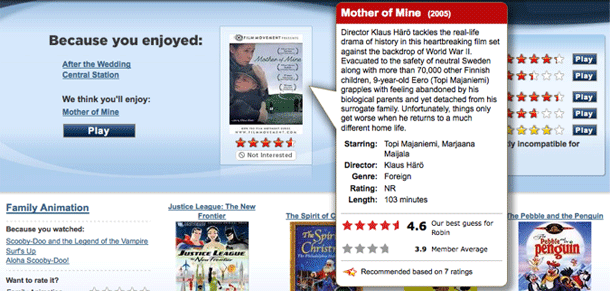 Because you enjoyed:
After the Wedding
Central Station
We think you'll enjoy:
Mother of Mine
Play
FILM MOVEMENT PRESENTS
Mother of Mine
WWW.FILMMOVEMENT.COM
Not Interested
Mother of Mine (2005)
Director Klaus Härö tackles the real-life
drama of history in this heartbreaking film set
against the backdrop of World War II.
Evacuated to the safety of neutral Sweden
along with more than 70,000 other Finnish
children, 9-year-old Eero (Topi Majaniemi)
grapples with feeling abandoned by his
biological parents and yet detached from his
surrogate family. Unfortunately, things only
get worse when he returns to a much
different home life.
Starring: Topi Majaniemi, Marjaana
Maijala
Director: Klaus Härö
Genre: Foreign
Rating: NR
Length: 103 minutes
4.6 Our best guess for
Robin
3.9 Member Average
Recommended based on 7 ratings
Play
Play
Play
Play
y incompatible for
Family Animation
Because you watched:
Scooby-Doo and the Legend of the Vampire
Surf's Up
Aloha Scooby-Doo!
Want to rate it?
Family Animation
Justice League: The New
Frontier
JUSTICE LEAGUE
THE NEW FRONTIER
The Spirit of C
The Spirit of
Christmas
The Pebble and the Penguin
The
Pebble
and the
penguin